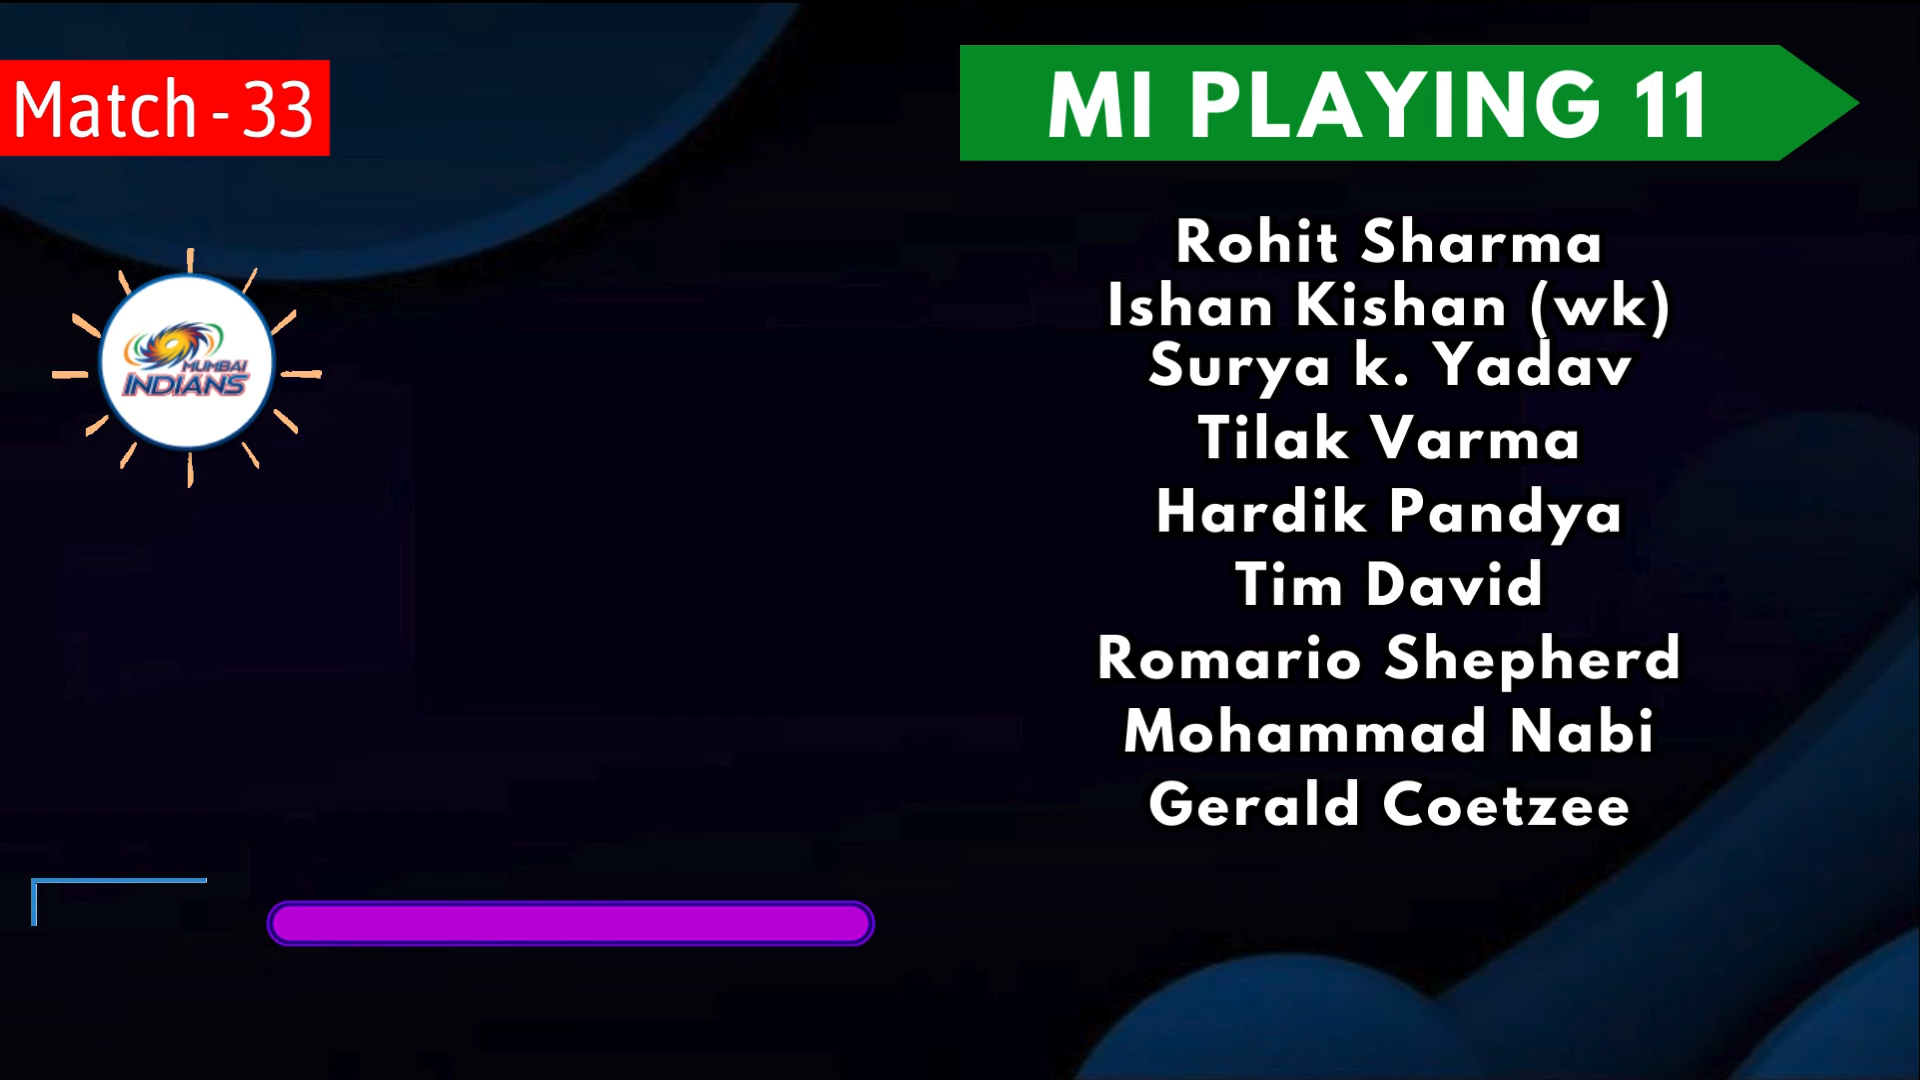 Match - 33
MI PLAYING 11
MUMBAI
INDIANS
Rohit Sharma
Ishan Kishan (wk)
Surya k. Yadav
Tilak Varma
Hardik Pandya
Tim David
Romario Shepherd
Mohammad Nabi
Gerald Coetzee